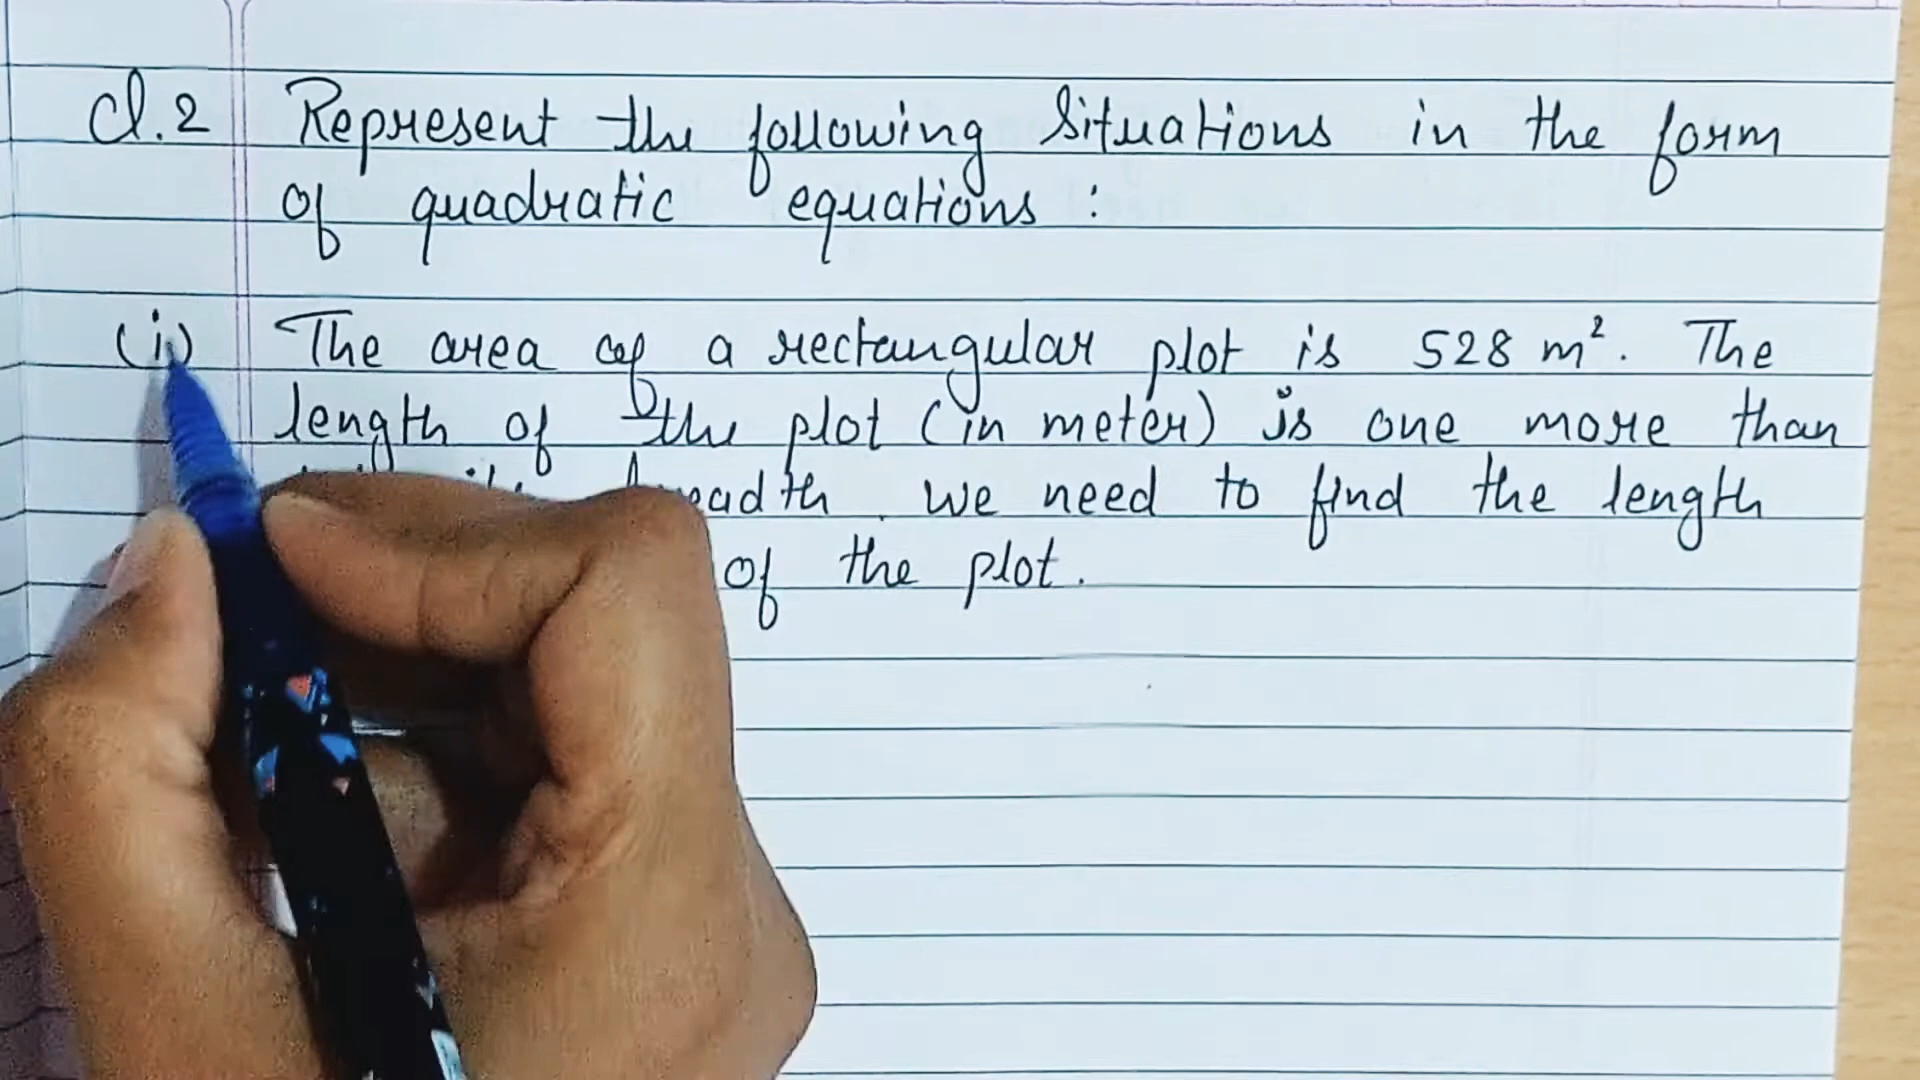 Q.2 Represent the following situations in the form
of quadratic equations :
(i) The area of a rectangular plot is 528 m². The
length of the plot (in meter) is one more than
breadth. We need to find the length
of the plot.